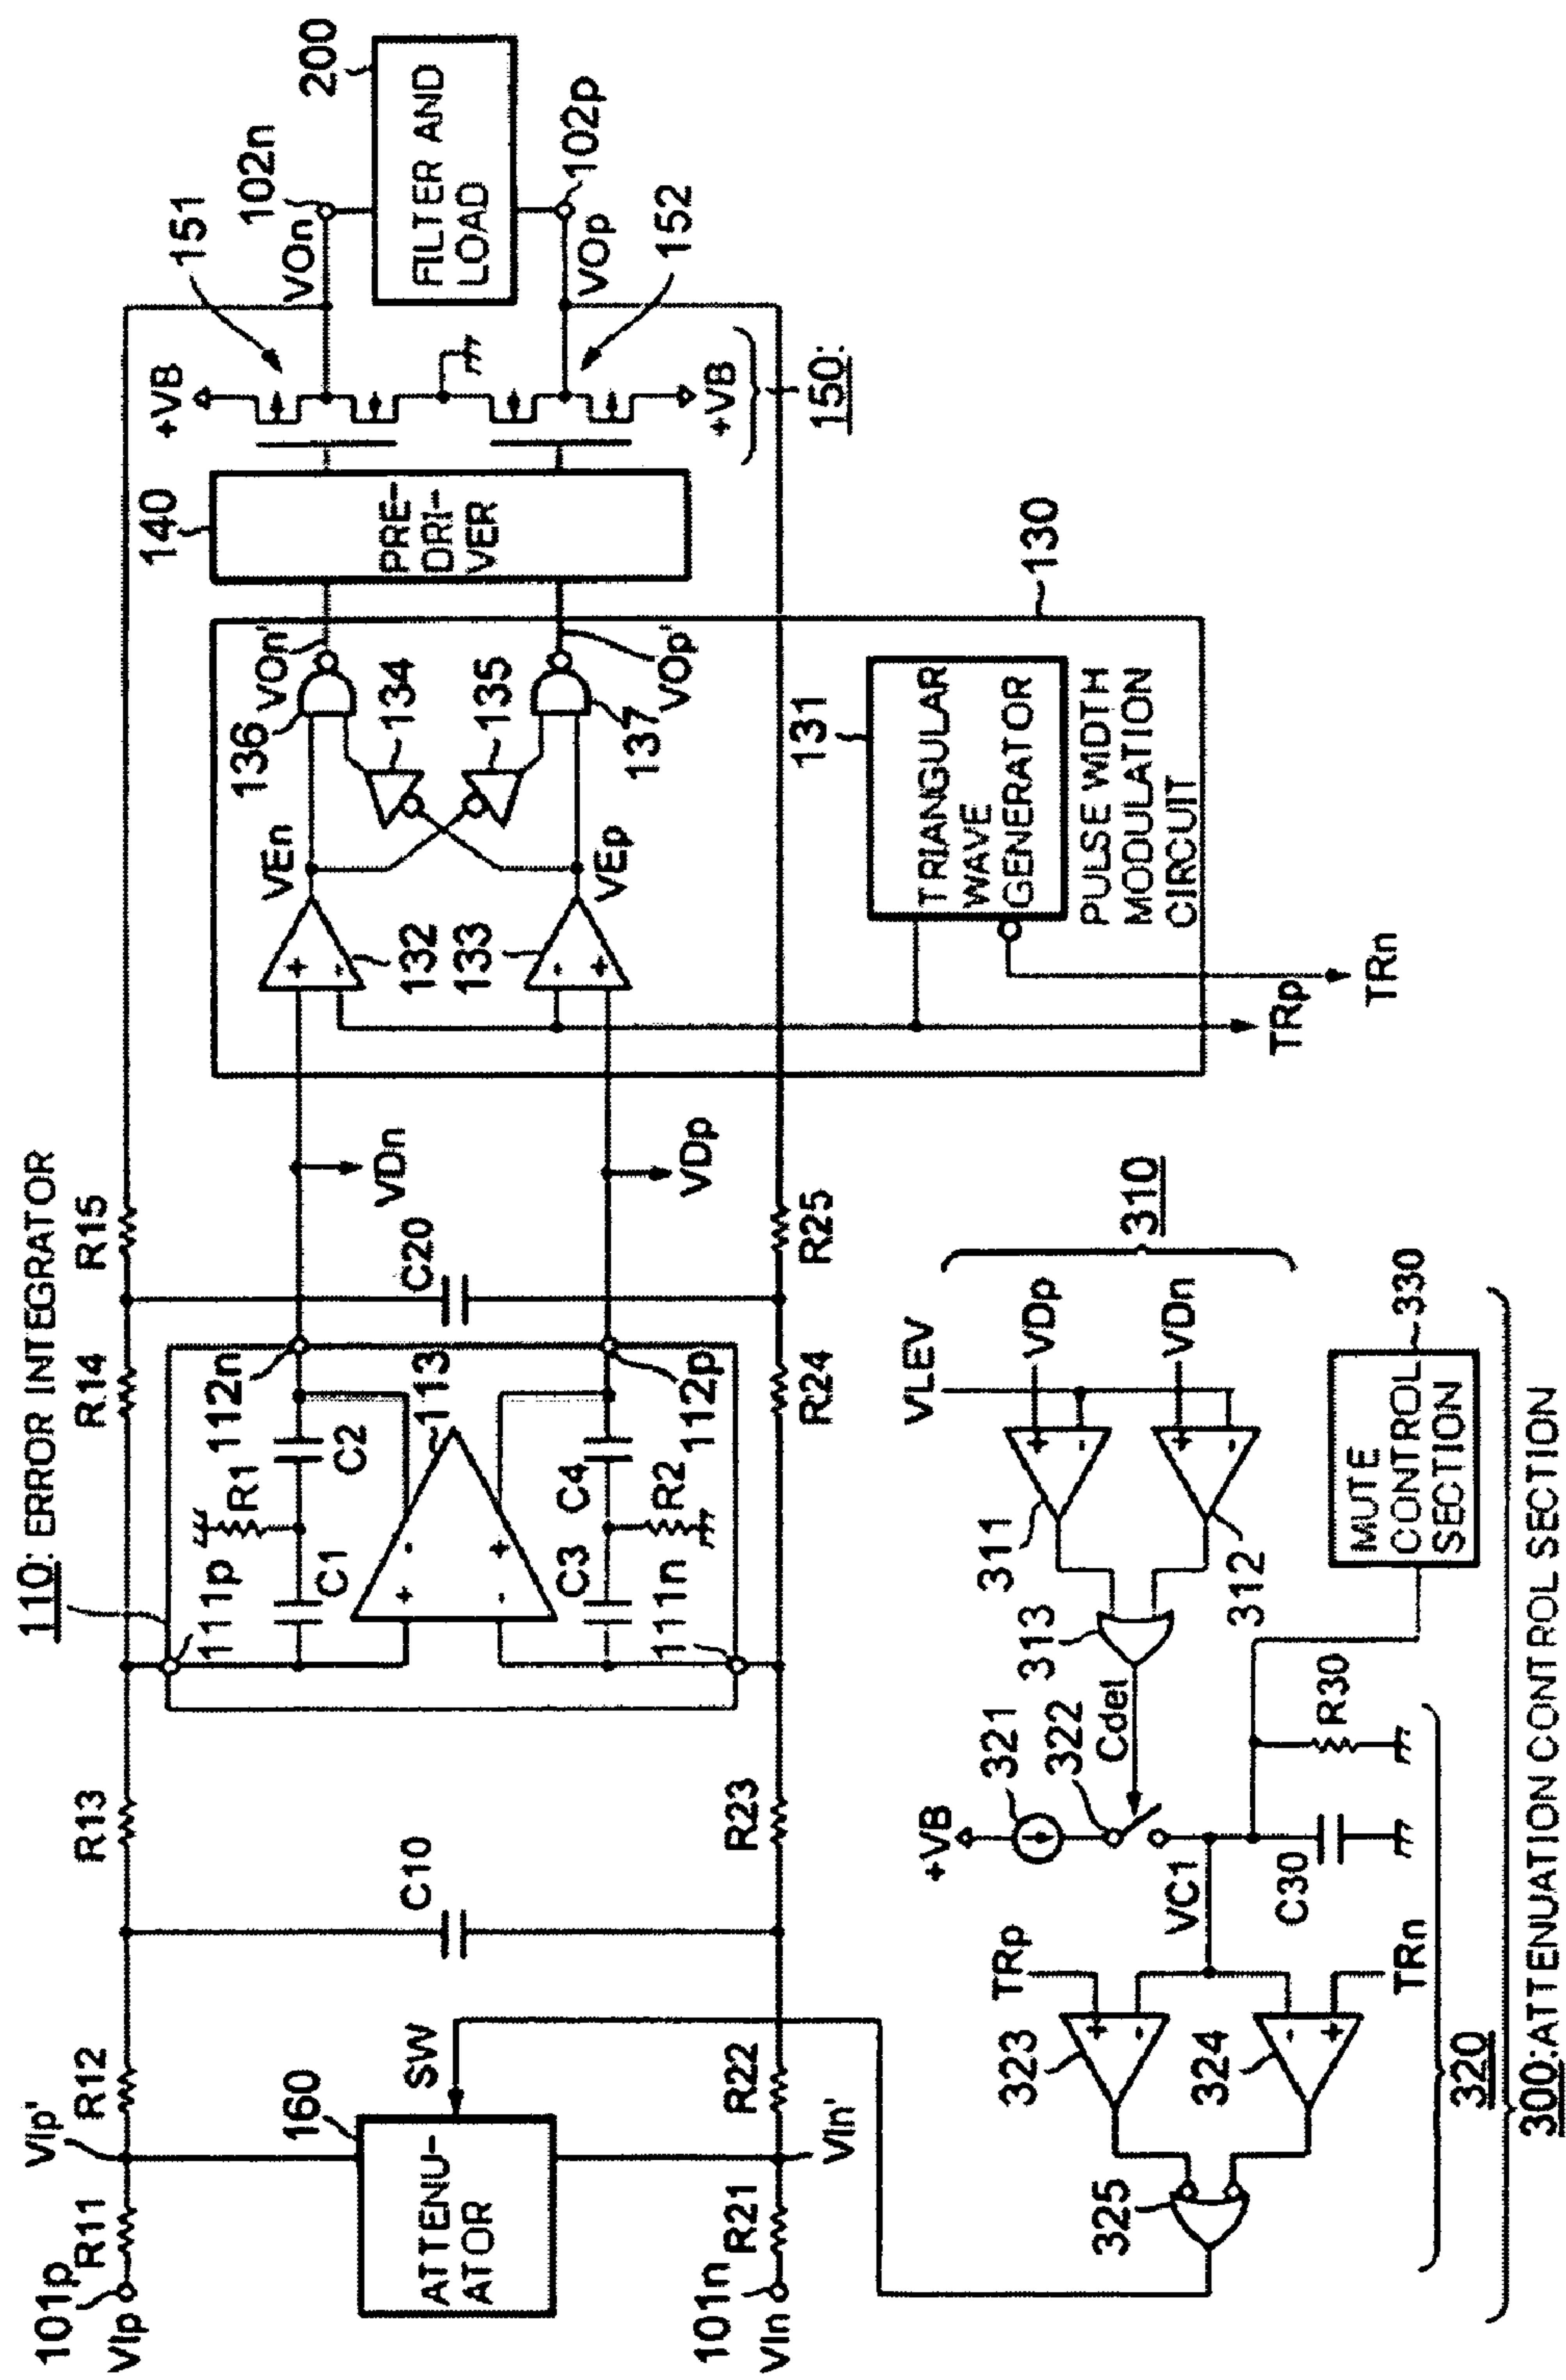 110: ERROR INTEGRATOR
101p
VIp
R11
VIp'
R12
R13
R14
R15
160
ATTENU-
ATOR
SW
C10
111p
C1
R1
C2
112n
113
+
-
-
+
C3
R2
C4
111n
112p
C20
VDn
VDp
101n
VIn
R21
VIn'
R22
R23
R24
R25
VEn
VEp
+
-
132
133
-
+
136
VOn'
134
135
137
VOp'
131
TRIANGULAR
WAVE
GENERATOR
PULSE WIDTH
MODULATION
CIRCUIT
130
TRp
TRn
140
PRE-
DRI-
VER
+VB
151
VOn
102n
200
FILTER AND
LOAD
102p
VOp
152
+VB
150:
VLEV
VDp
VDn
310
+
-
311
+
-
312
313
Cdel
+VB
321
322
VC1
C30
R30
MUTE
CONTROL
SECTION
330
TRp
TRn
+
-
323
-
+
324
325
320
300:ATTENUATION CONTROL SECTION